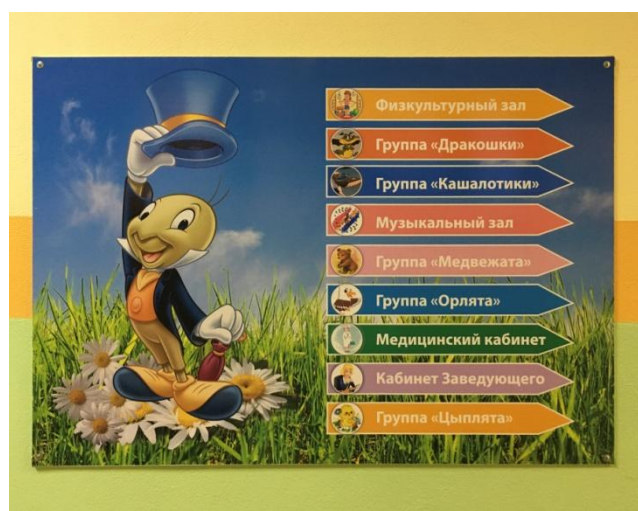 Физкультурный зал
Группа «Дракошки»
Группа «Кашалотики»
Музыкальный зал
Группа «Медвежата»
Группа «Орлята»
Медицинский кабинет
Кабинет Заведующего
Группа «Цыплята»